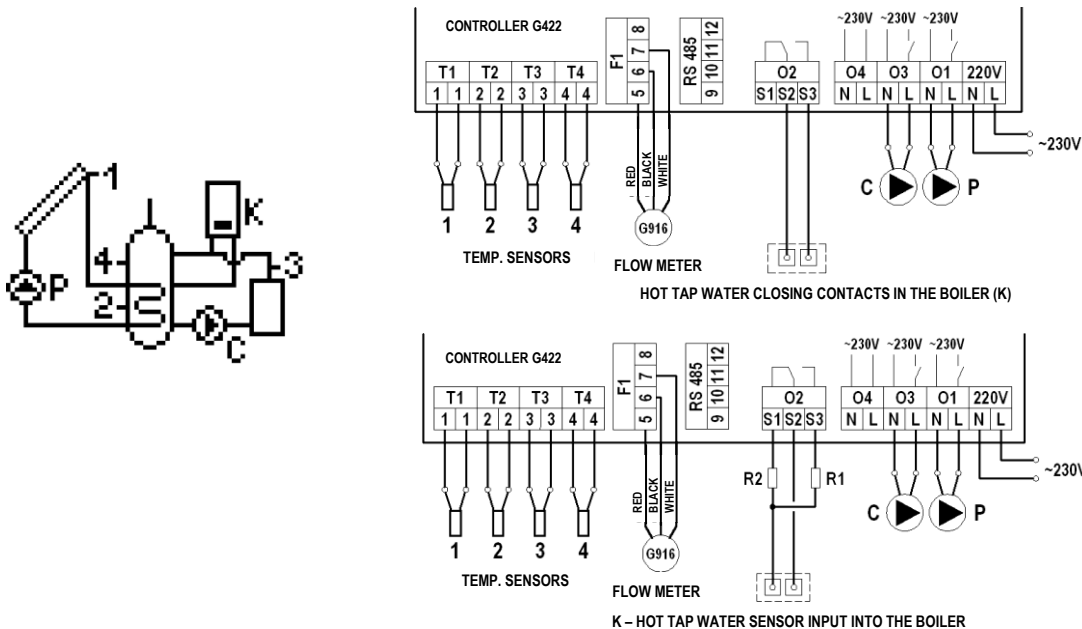 1
K
4
3
P
2
C
~230V ~230V ~230V
CONTROLLER G422
F1
5 6 7 8
RS 485
9 10 11 12
T1 T2 T3 T4
1 1 2 2 3 3 4 4
O2
S1 S2 S3
O4 O3 O1 220V
N L N L N L N L
~230V
RED
BLACK
WHITE
C P
1 2 3 4
G916
TEMP. SENSORS
FLOW METER
HOT TAP WATER CLOSING CONTACTS IN THE BOILER (K)
~230V ~230V ~230V
CONTROLLER G422
F1
5 6 7 8
RS 485
9 10 11 12
T1 T2 T3 T4
1 1 2 2 3 3 4 4
O2
S1 S2 S3
O4 O3 O1 220V
N L N L N L N L
~230V
R2 R1
RED
BLACK
WHITE
C P
1 2 3 4
G916
TEMP. SENSORS
FLOW METER
K – HOT TAP WATER SENSOR INPUT INTO THE BOILER